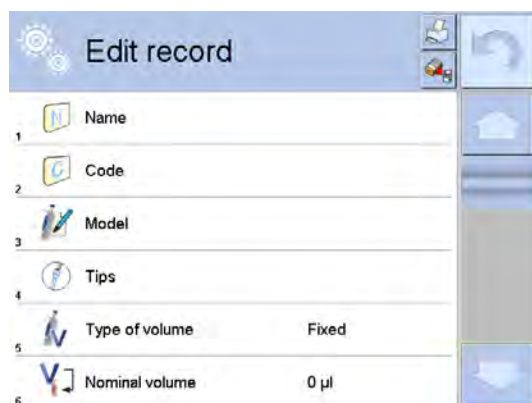 Edit record
1 N Name
2 C Code
3 Model
4 Tips
5 V Type of volume Fixed
6 V Nominal volume 0 µl